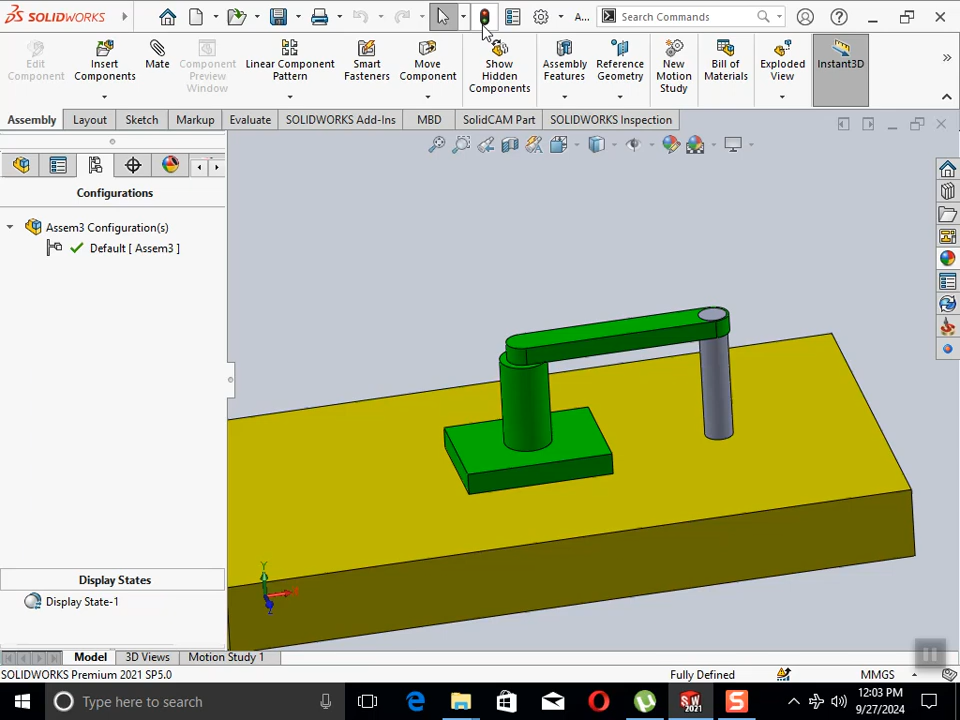 SOLIDWORKS
A...
Search Commands
Edit Component
Insert Components
Mate
Component Preview Window
Linear Component Pattern
Smart Fasteners
Move Component
Show Hidden Components
Assembly Features
Reference Geometry
New Motion Study
Bill of Materials
Exploded View
Instant3D
Assembly
Layout
Sketch
Markup
Evaluate
SOLIDWORKS Add-Ins
MBD
SolidCAM Part
SOLIDWORKS Inspection
Configurations
Assem3 Configuration(s)
Default [ Assem3 ]
Display States
Display State-1
Y
X
Z
Model
3D Views
Motion Study 1
SOLIDWORKS Premium 2021 SP5.0
Fully Defined
MMGS
Type here to search
12:03 PM
9/27/2024